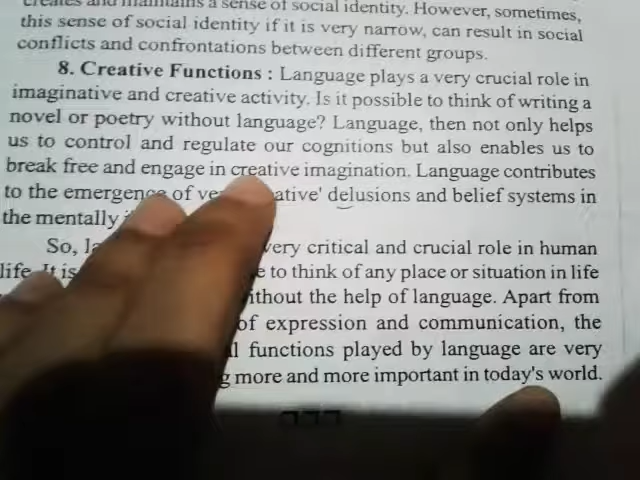 creates and maintains a sense of social identity. However, sometimes,
this sense of social identity if it is very narrow, can result in social
conflicts and confrontations between different groups.
8. Creative Functions : Language plays a very crucial role in
imaginative and creative activity. Is it possible to think of writing a
novel or poetry without language? Language, then not only helps
us to control and regulate our cognitions but also enables us to
break free and engage in creative imagination. Language contributes
to the emergence of ative' delusions and belief systems in
the mentally
So, very critical and crucial role in human
life. It is to think of any place or situation in life
ithout the help of language. Apart from
of expression and communication, the
functions played by language are very
more and more important in today's world.